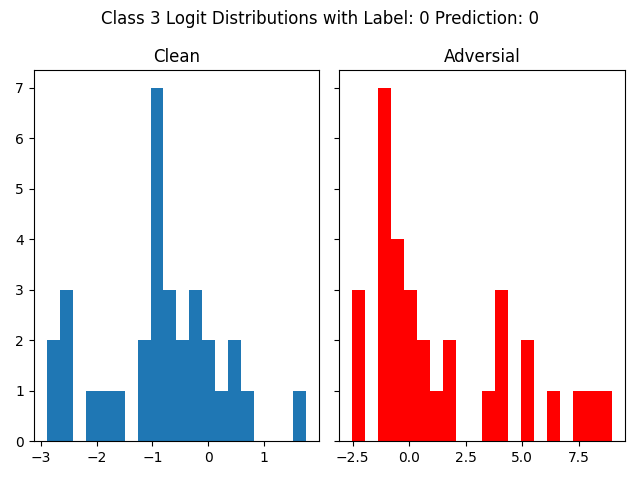 Class 3 Logit Distributions with Label: 0 Prediction: 0
Clean
Adversial
7
6
5
4
3
2
1
0
−3 −2 −1 0 1
−2.5 0.0 2.5 5.0 7.5